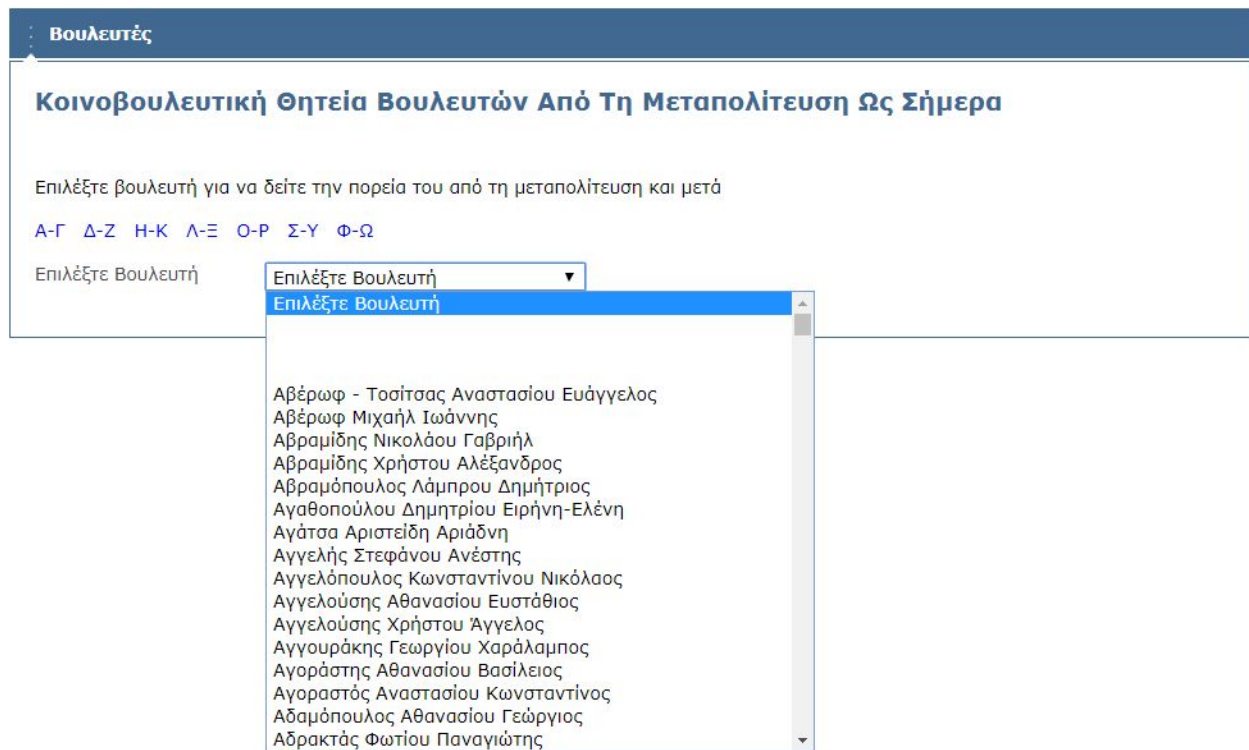 Βουλευτές
Κοινοβουλευτική Θητεία Βουλευτών Από Τη Μεταπολίτευση Ως Σήμερα
Επιλέξτε βουλευτή για να δείτε την πορεία του από τη μεταπολίτευση και μετά
Α-Γ Δ-Ζ Η-Κ Λ-Ξ Ο-Ρ Σ-Υ Φ-Ω
Επιλέξτε Βουλευτή Επιλέξτε Βουλευτή
Επιλέξτε Βουλευτή
Αβέρωφ - Τοσίτσας Αναστασίου Ευάγγελος
Αβέρωφ Μιχαήλ Ιωάννης
Αβραμίδης Νικολάου Γαβριήλ
Αβραμίδης Χρήστου Αλέξανδρος
Αβραμόπουλος Λάμπρου Δημήτριος
Αγαθοπούλου Δημητρίου Ειρήνη-Ελένη
Αγάτσα Αριστείδη Αριάδνη
Αγγελής Στεφάνου Ανέστης
Αγγελόπουλος Κωνσταντίνου Νικόλαος
Αγγελούσης Αθανασίου Ευστάθιος
Αγγελούσης Χρήστου Άγγελος
Αγγουράκης Γεωργίου Χαράλαμπος
Αγοράστης Αθανασίου Βασίλειος
Αγοραστός Αναστασίου Κωνσταντίνος
Αδαμόπουλος Αθανασίου Γεώργιος
Αδρακτάς Φωτίου Παναγιώτης